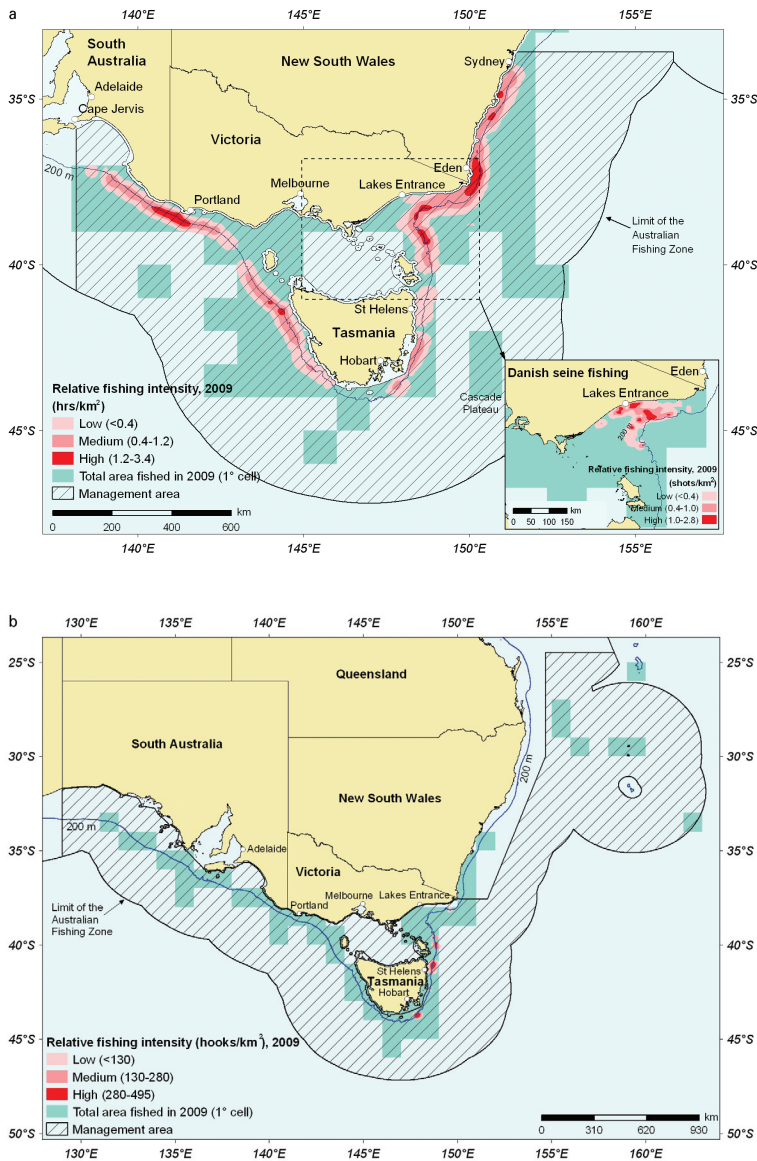 a
140°E 145°E 150°E 155°E
South
Australia
New South Wales
Sydney
Adelaide
35°S
35°S
Cape Jervis
Victoria
200 m
Eden
Melbourne
Lakes Entrance
Portland
Limit of the
Australian
Fishing Zone
40°S
40°S
St Helens
Tasmania
Hobart
Danish seine fishing
Eden
Lakes Entrance
Cascade
Plateau
200 m
Relative fishing intensity, 2009
(shots/km²)
Low (<0.4)
Medium (0.4-1.0)
High (1.0-2.8)
0 50 100 150 km
Relative fishing intensity, 2009
(hrs/km²)
Low (<0.4)
Medium (0.4-1.2)
High (1.2-3.4)
Total area fished in 2009 (1° cell)
Management area
45°S
45°S
km
0 200 400 600
140°E 145°E 150°E 155°E
b
130°E 135°E 140°E 145°E 150°E 155°E 160°E
25°S
25°S
Queensland
South Australia
30°S
30°S
200 m
New South Wales
200 m
Adelaide
35°S
35°S
Victoria
Melbourne
Lakes Entrance
Portland
Limit of the
Australian
Fishing Zone
40°S
40°S
St Helens
Tasmania
Hobart
45°S
45°S
Relative fishing intensity (hooks/km²), 2009
Low (<130)
Medium (130-280)
High (280-495)
Total area fished in 2009 (1° cell)
Management area
km
0 310 620 930
50°S
50°S
130°E 135°E 140°E 145°E 150°E 155°E 160°E